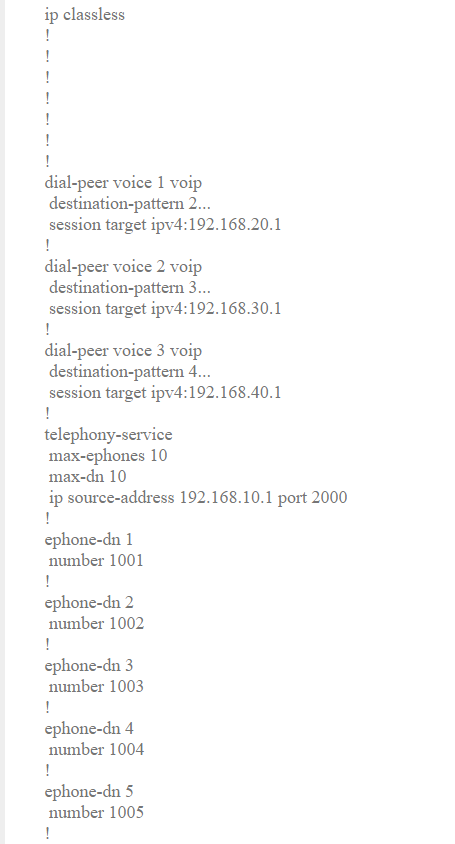 ip classless
!
!
!
!
!
!
!
dial-peer voice 1 voip
destination-pattern 2...
session target ipv4:192.168.20.1
!
dial-peer voice 2 voip
destination-pattern 3...
session target ipv4:192.168.30.1
!
dial-peer voice 3 voip
destination-pattern 4...
session target ipv4:192.168.40.1
!
telephony-service
max-ephones 10
max-dn 10
ip source-address 192.168.10.1 port 2000
!
ephone-dn 1
number 1001
!
ephone-dn 2
number 1002
!
ephone-dn 3
number 1003
!
ephone-dn 4
number 1004
!
ephone-dn 5
number 1005
!